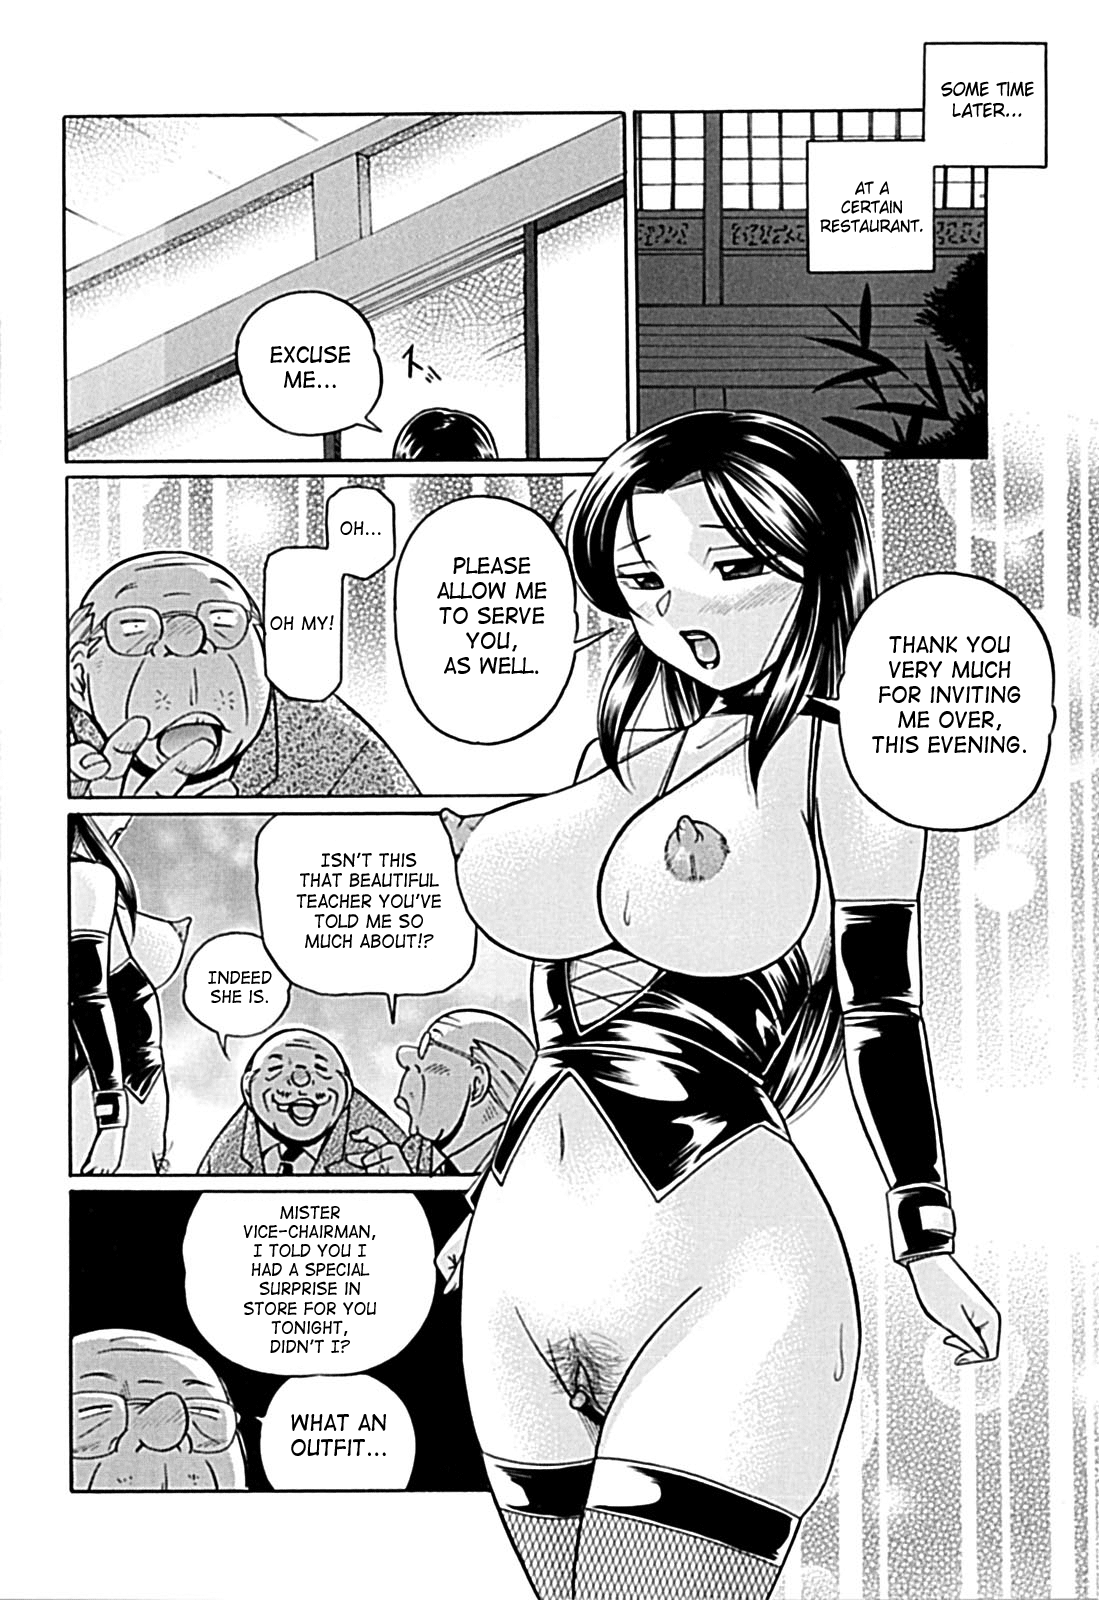 SOME TIME
LATER...
AT A
CERTAIN
RESTAURANT.
EXCUSE
ME...
ス
THANK YOU
VERY MUCH
FOR INVITING
ME OVER,
THIS EVENING.
PLEASE
ALLOW ME
TO SERVE
YOU,
AS WELL.
OH...
OH MY!
ISN'T THIS
THAT BEAUTIFUL
TEACHER YOU'VE
TOLD ME SO
MUCH ABOUT!?
INDEED
SHE IS.
MISTER
VICE-CHAIRMAN,
I TOLD YOU I
HAD A SPECIAL
SURPRISE IN
STORE FOR YOU
TONIGHT,
DIDN'T I?
WHAT AN
OUTFIT...